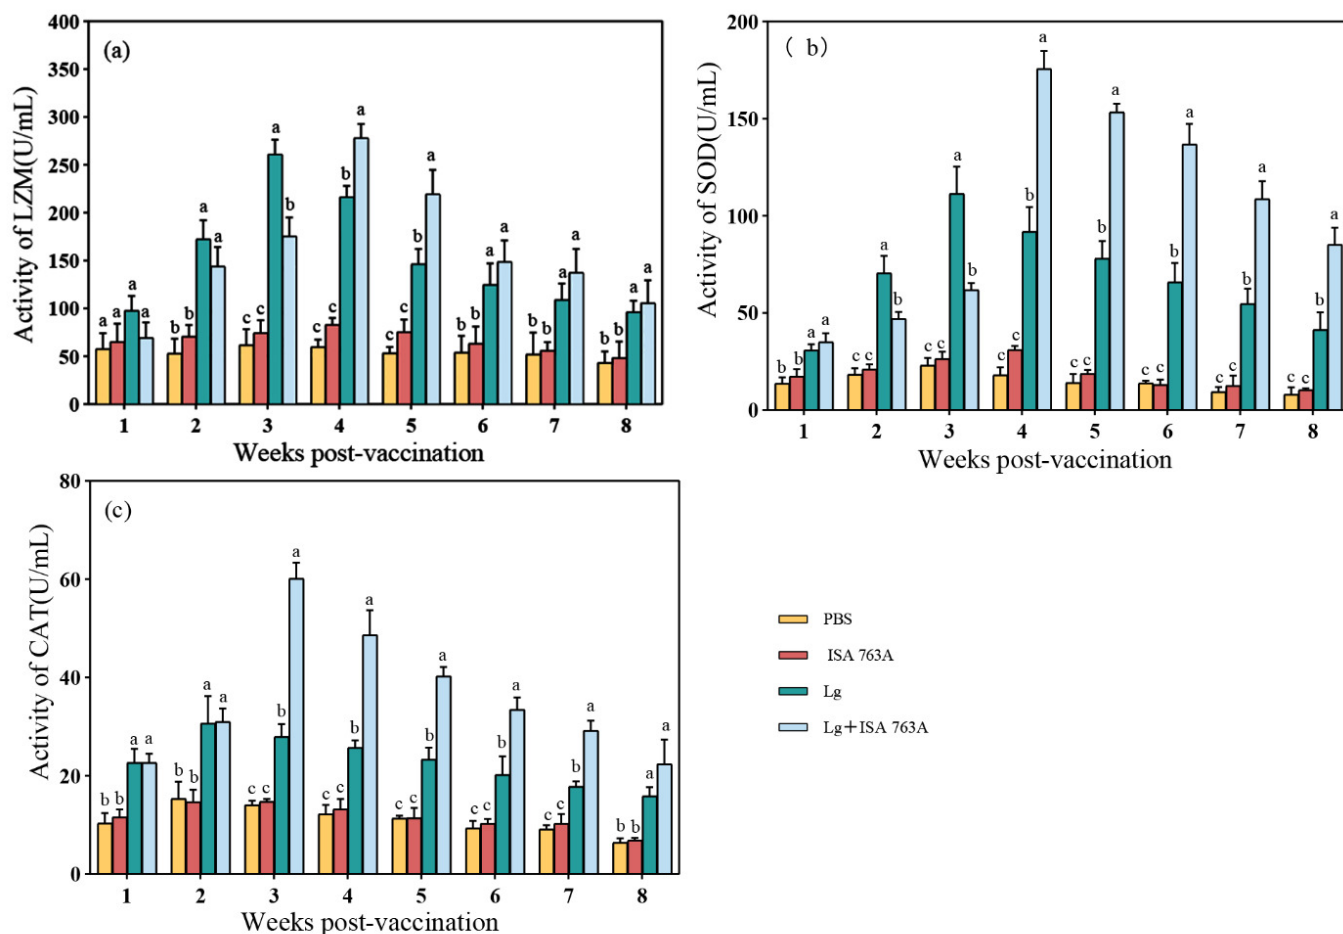 (a)
Activity of LZM(U/mL)
400
350
300
250
200
150
100
50
0
a a a a
b b a a
c c a b
c c b a
c c b a
b b a a
b b a a
b b a a
1 2 3 4 5 6 7 8
Weeks post-vaccination
( b)
Activity of SOD(U/mL)
200
150
100
50
0
b b a a
c c a b
c c a b
c c b a
c c b a
c c b a
c c b a
c c b a
1 2 3 4 5 6 7 8
Weeks post-vaccination
(c)
Activity of CAT(U/mL)
80
60
40
20
0
b b a a
b b a a
c c b a
c c b a
c c b a
c c b a
c c b a
b b a a
1 2 3 4 5 6 7 8
Weeks post-vaccination
PBS
ISA 763A
Lg
Lg+ISA 763A